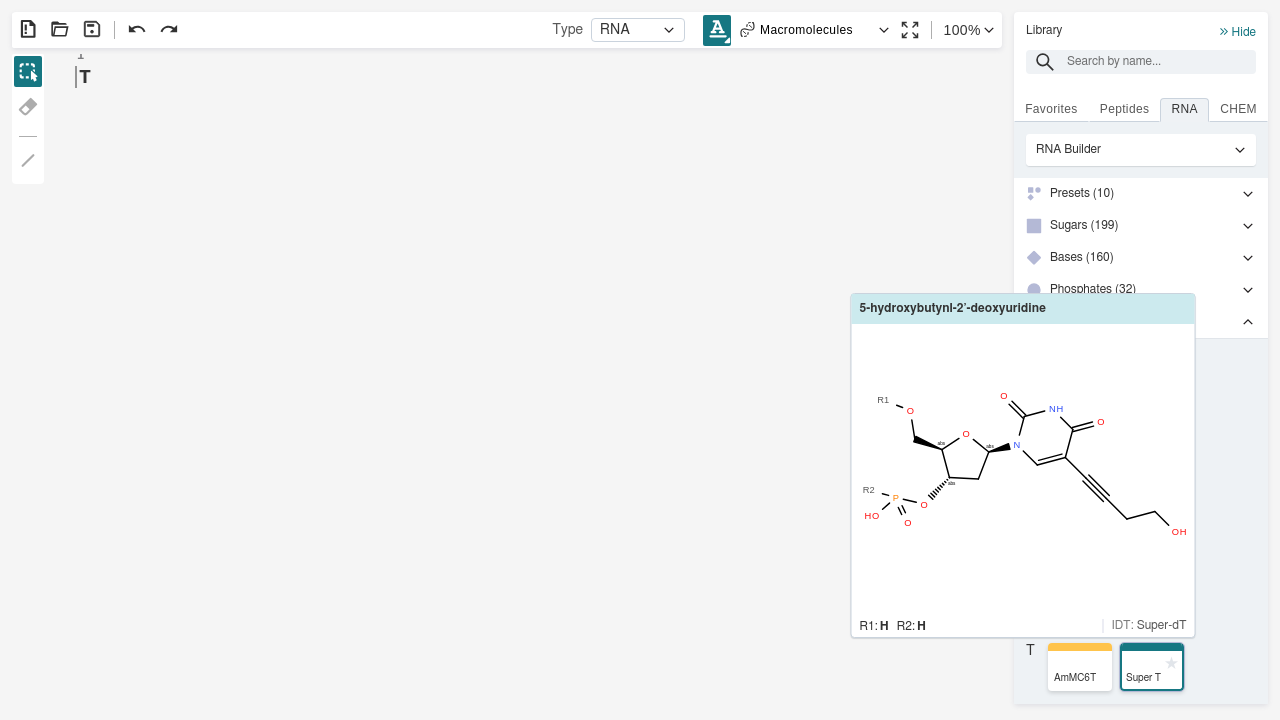 Type RNA Macromolecules 100%
Library
Hide
Search by name...
Favorites Peptides RNA CHEM
RNA Builder
Presets (10)
Sugars (199)
Bases (160)
Phosphates (32)
1
T
5-hydroxybutynl-2'-deoxyuridine
R1
O
O
O
NH
O
N
abs
abs
abs
R2
P
HO
O
O
OH
R1: H R2: H IDT: Super-dT
T
AmMC6T
Super T